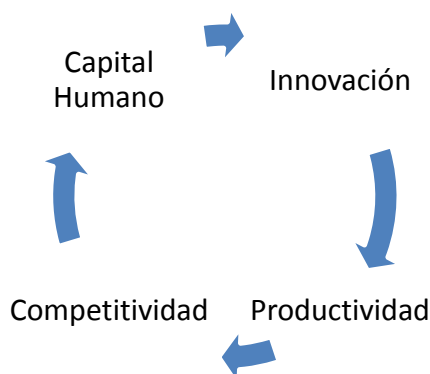 Capital
Humano
Innovación
Productividad
Competitividad